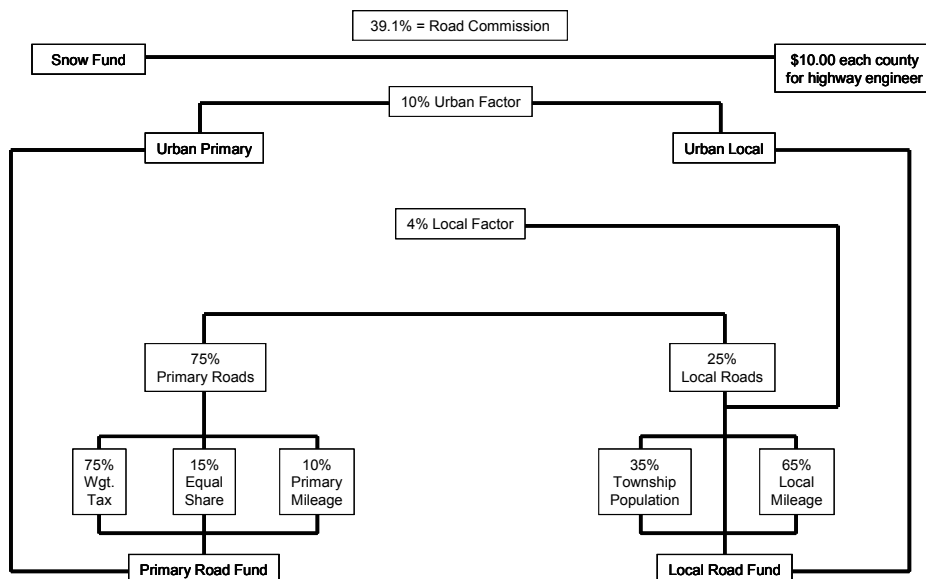 39.1% = Road Commission
Snow Fund
$10.00 each county
for highway engineer
10% Urban Factor
Urban Primary
Urban Local
4% Local Factor
75%
Primary Roads
25%
Local Roads
75%
Wgt.
Tax
15%
Equal
Share
10%
Primary
Mileage
35%
Township
Population
65%
Local
Mileage
Primary Road Fund
Local Road Fund